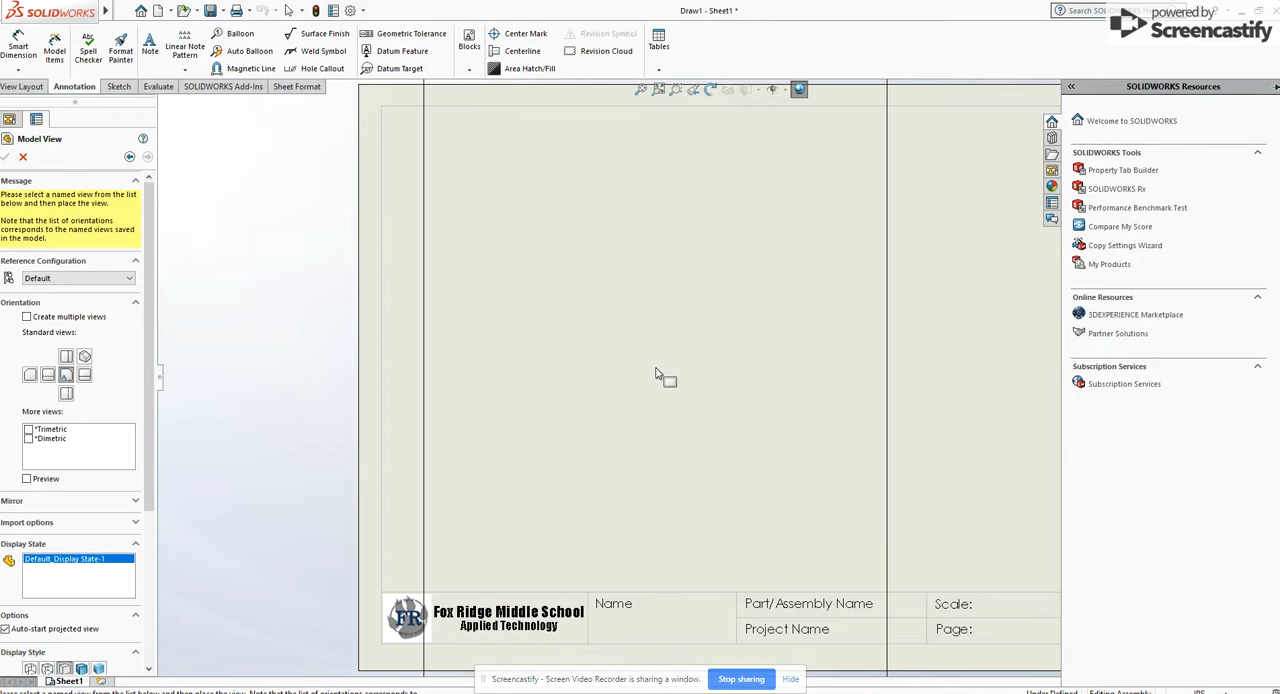 SOLIDWORKS
Draw1 - Sheet1 *
Search SOL
powered by
Screencastify
Smart Dimension
Model Items
Spell Checker
Format Painter
Note
Linear Note Pattern
Balloon
Auto Balloon
Magnetic Line
Surface Finish
Weld Symbol
Hole Callout
Geometric Tolerance
Datum Feature
Datum Target
Blocks
Center Mark
Centerline
Area Hatch/Fill
Revision Symbol
Revision Cloud
Tables
View Layout
Annotation
Sketch
Evaluate
SOLIDWORKS Add-Ins
Sheet Format
Model View
Message
Please select a named view from the list
below and then place the view.
Note that the list of orientations
corresponds to the named views saved
in the model.
Reference Configuration
Default
Orientation
Create multiple views
Standard views:
More views:
*Trimetric
*Dimetric
Preview
Mirror
Import options
Display State
Default_Display State-1
Options
Auto-start projected view
Display Style
Sheet1
FR
Fox Ridge Middle School
Applied Technology
Name
Part/Assembly Name
Project Name
Scale:
Page:
SOLIDWORKS Resources
Welcome to SOLIDWORKS
SOLIDWORKS Tools
Property Tab Builder
SOLIDWORKS Rx
Performance Benchmark Test
Compare My Score
Copy Settings Wizard
My Products
Online Resources
3DEXPERIENCE Marketplace
Partner Solutions
Subscription Services
Subscription Services
Screencastify - Screen Video Recorder is sharing a window.
Stop sharing
Hide